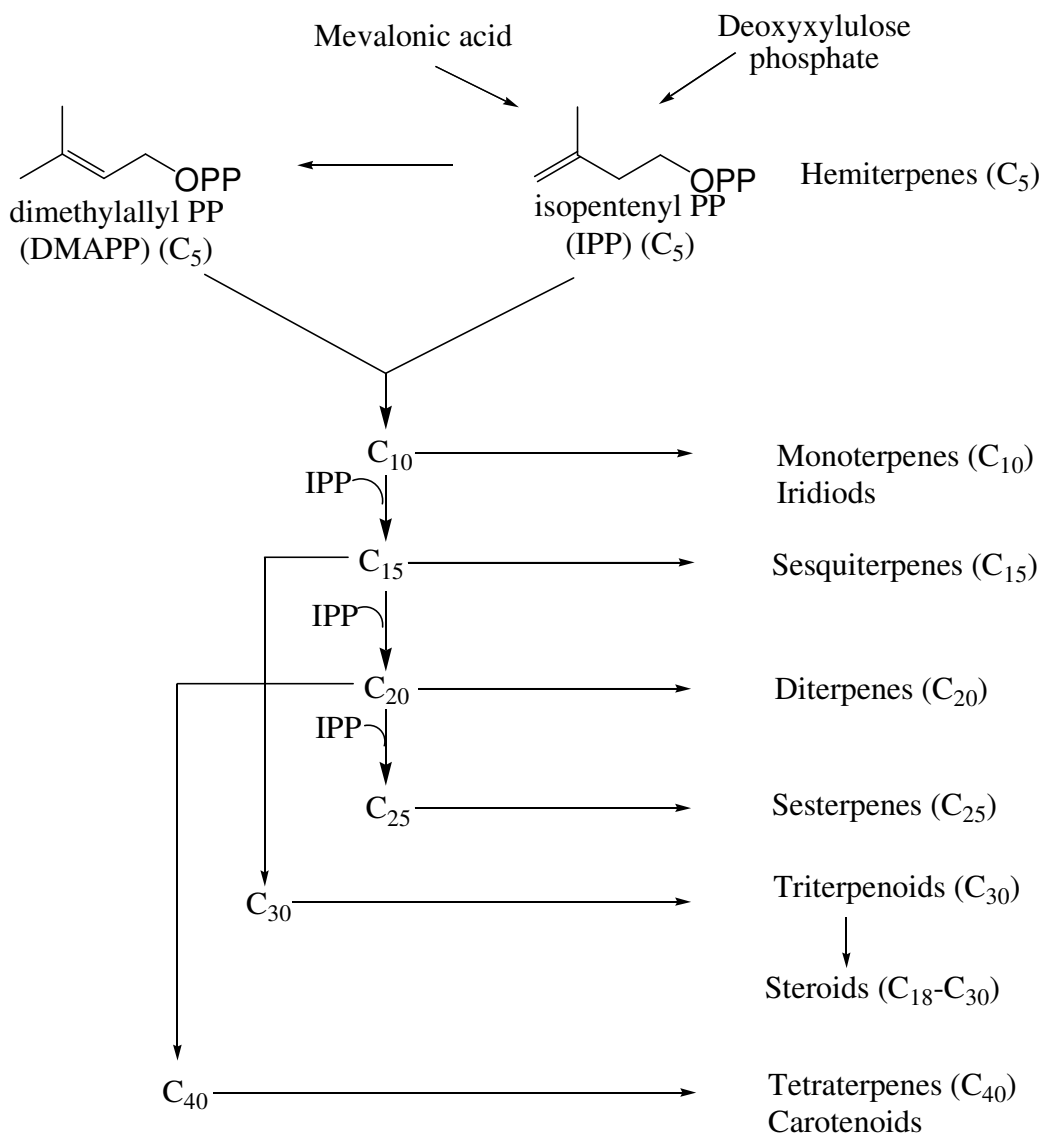 Mevalonic acid
Deoxyxylulose
phosphate
OPP
dimethylallyl PP
(DMAPP) (C₅)
OPP
isopentenyl PP
(IPP) (C₅)
Hemiterpenes (C₅)
C₁₀
Monoterpenes (C₁₀)
Iridiods
IPP
C₁₅
Sesquiterpenes (C₁₅)
IPP
C₂₀
Diterpenes (C₂₀)
IPP
C₂₅
Sesterpenes (C₂₅)
C₃₀
Triterpenoids (C₃₀)
Steroids (C₁₈-C₃₀)
C₄₀
Tetraterpenes (C₄₀)
Carotenoids